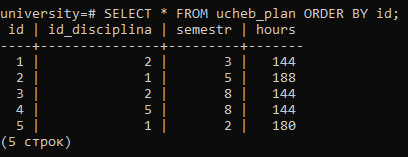 university=# SELECT * FROM ucheb_plan ORDER BY id;
 id | id_disciplina | semestr | hours
----+---------------+---------+-------
  1 |             2 |       3 |   144
  2 |             1 |       5 |   188
  3 |             2 |       8 |   144
  4 |             5 |       8 |   144
  5 |             1 |       2 |   180
(5 строк)